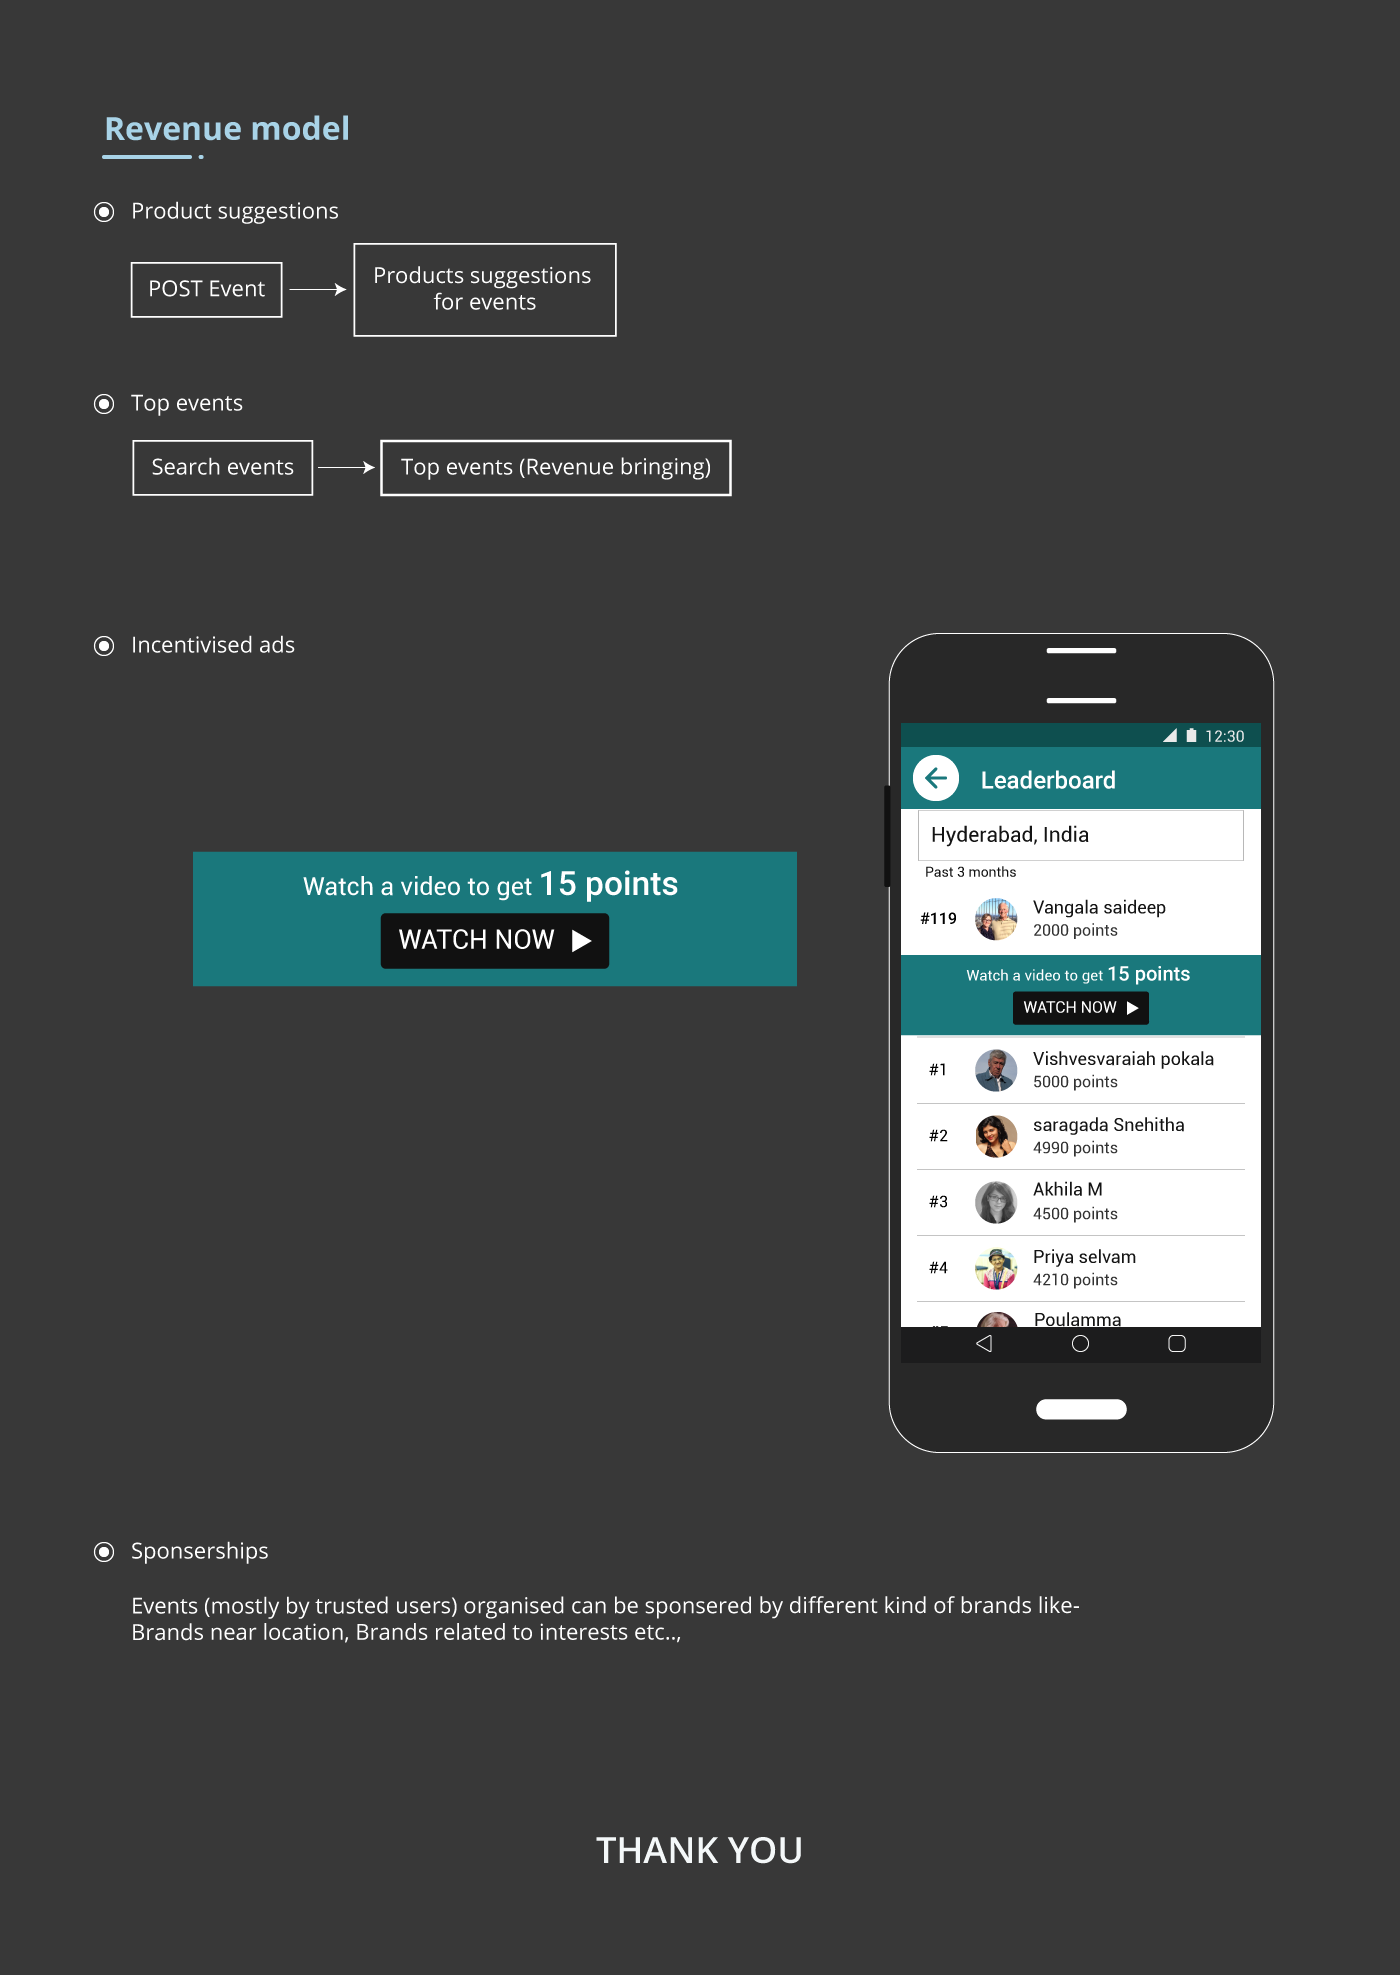 Revenue model
Product suggestions
POST Event
Products suggestions
for events
Top events
Search events
Top events (Revenue bringing)
Incentivised ads
Watch a video to get 15 points
WATCH NOW
12:30
Leaderboard
Hyderabad, India
Past 3 months
#119
Vangala saideep
2000 points
Watch a video to get 15 points
WATCH NOW
#1
Vishvesvaraiah pokala
5000 points
#2
saragada Snehitha
4990 points
#3
Akhila M
4500 points
#4
Priya selvam
4210 points
Poulamma
Sponserships
Events (mostly by trusted users) organised can be sponsered by different kind of brands like-
Brands near location, Brands related to interests etc..,
THANK YOU